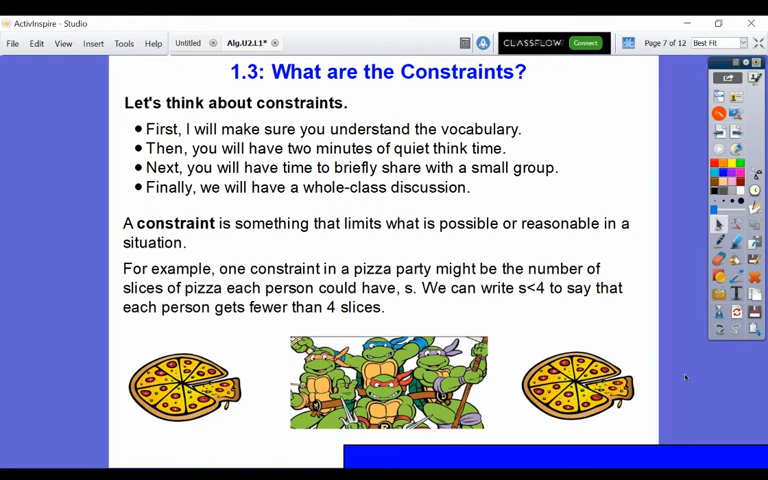 ActivInspire - Studio
File Edit View Insert Tools Help
Untitled
Alg.U2.L1*
CLASSFLOW
Connect
Page 7 of 12
Best Fit
1.3: What are the Constraints?
Let's think about constraints.
● First, I will make sure you understand the vocabulary.
● Then, you will have two minutes of quiet think time.
● Next, you will have time to briefly share with a small group.
● Finally, we will have a whole-class discussion.
A constraint is something that limits what is possible or reasonable in a
situation.
For example, one constraint in a pizza party might be the number of
slices of pizza each person could have, s. We can write s<4 to say that
each person gets fewer than 4 slices.